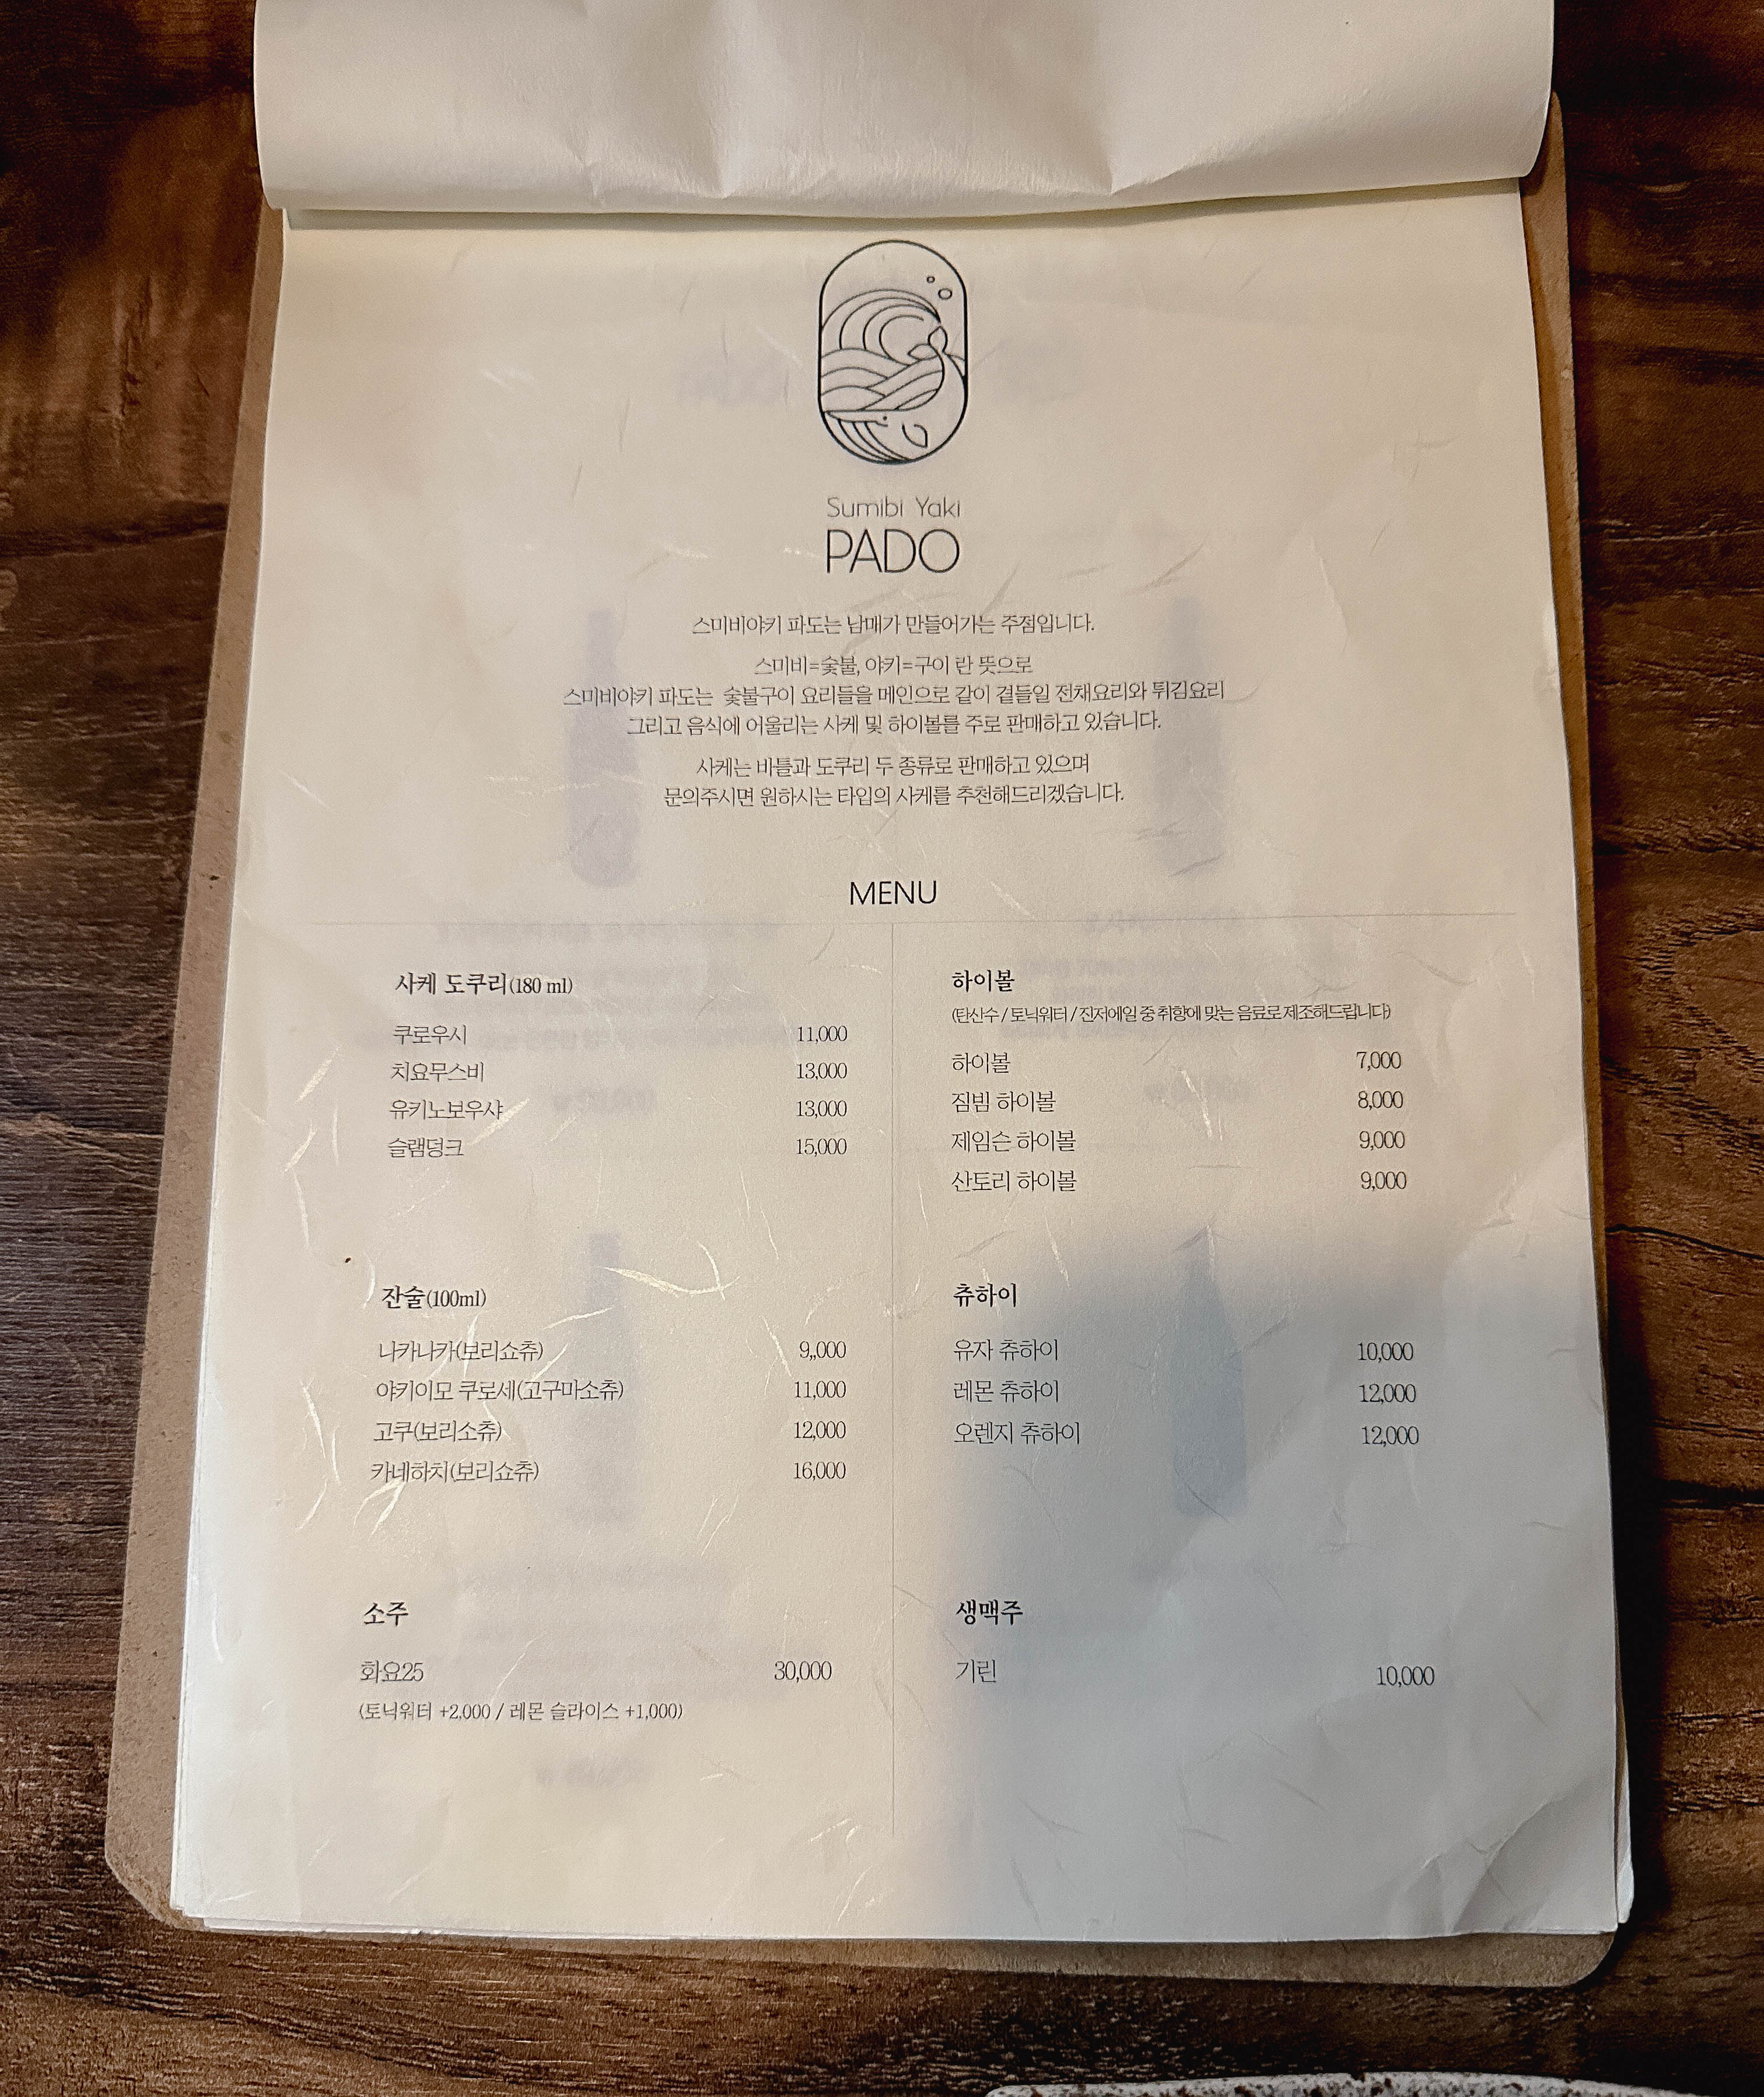 Sumibi Yaki
PADO
스미비야키 파도는 남매가 만들어가는 주점입니다.
스미비=숯불, 야키=구이 란 뜻으로
스미비야키 파도는 숯불구이 요리들을 메인으로 같이 곁들일 전채요리와 튀김요리
그리고 음식에 어울리는 사케 및 하이볼를 주로 판매하고 있습니다.
사케는 바틀과 도쿠리 두 종류로 판매하고 있으며
문의주시면 원하시는 타입의 사케를 추천해드리겠습니다.
MENU
사케 도쿠리(180 ml)
쿠로우시 11,000
치요무스비 13,000
유키노보우샤 13,000
슬램덩크 15,000
잔술(100ml)
나카나카(보리쇼츄) 9,,000
야키이모 쿠로세(고구마소츄) 11,000
고쿠(보리소츄) 12,000
카네하치(보리쇼츄) 16,000
소주
화요25 30,000
(토닉워터 +2,000 / 레몬 슬라이스 +1,000)
하이볼
(탄산수 / 토닉워터 / 진저에일 중 취향에 맞는 음료로 제조해드립니다)
하이볼 7,000
짐빔 하이볼 8,000
제임슨 하이볼 9,000
산토리 하이볼 9,000
츄하이
유자 츄하이 10,000
레몬 츄하이 12,000
오렌지 츄하이 12,000
생맥주
기린 10,000